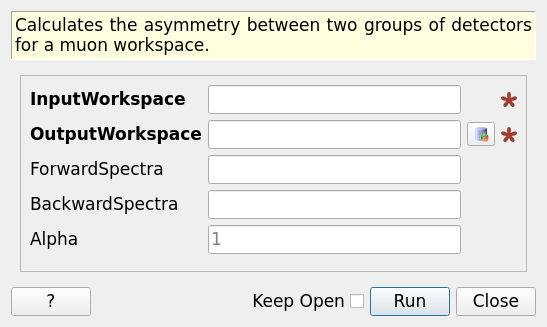 Calculates the asymmetry between two groups of detectors
for a muon workspace.
InputWorkspace
OutputWorkspace
ForwardSpectra
BackwardSpectra
Alpha 1
? Keep Open Run Close